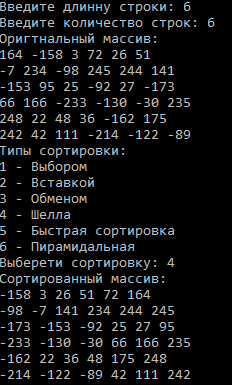 Введите длинну строки: 6
Введите количество строк: 6
Оригтнальный массив:
164 -158 3 72 26 51
-7 234 -98 245 244 141
-153 95 25 -92 27 -173
66 166 -233 -130 -30 235
248 22 48 36 -162 175
242 42 111 -214 -122 -89
Типы сортировки:
1 - Выбором
2 - Вставкой
3 - Обменом
4 - Шелла
5 - Быстрая сортировка
6 - Пирамидальная
Выберети сортировку: 4
Сортированный массив:
-158 3 26 51 72 164
-98 -7 141 234 244 245
-173 -153 -92 25 27 95
-233 -130 -30 66 166 235
-162 22 36 48 175 248
-214 -122 -89 42 111 242